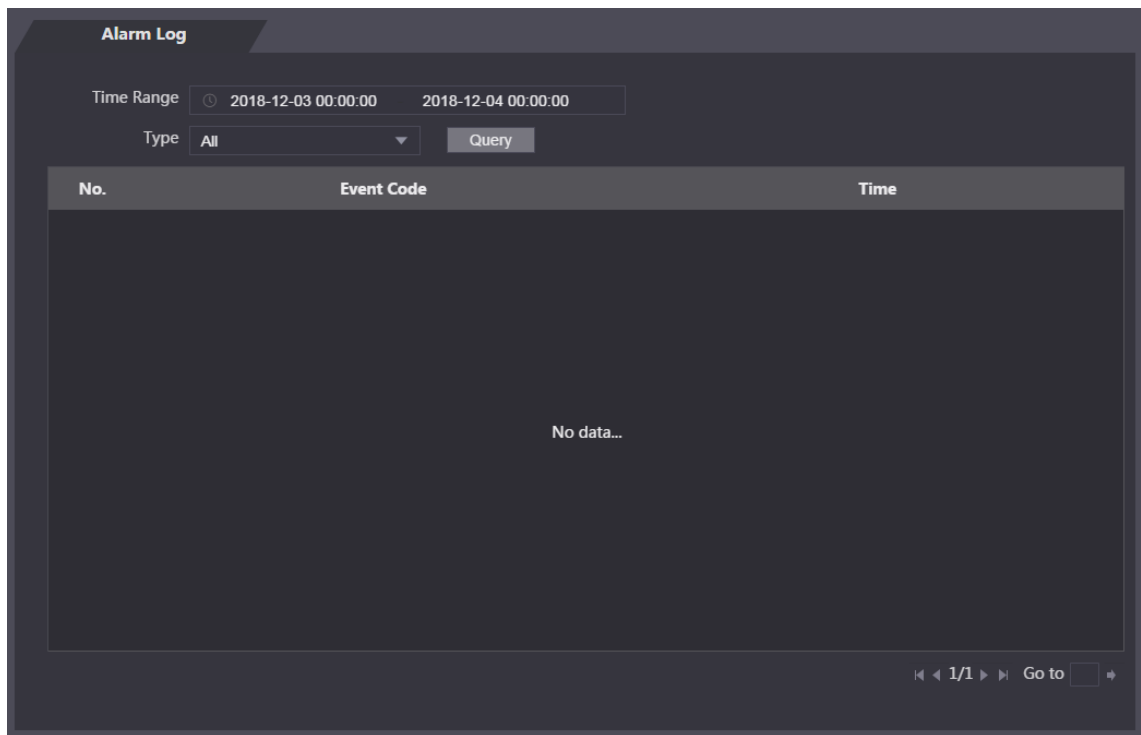 Alarm Log
Time Range 2018-12-03 00:00:00 2018-12-04 00:00:00
Type All Query
No. Event Code Time
No data...
1/1 Go to